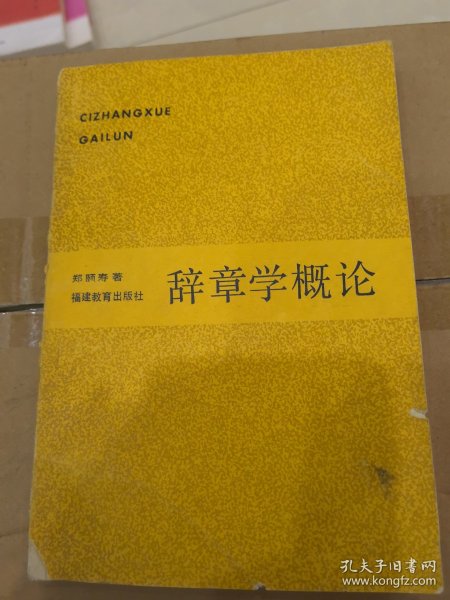 CIZHANGXUE
GAILUN
郑颐寿著
福建教育出版社
辞章学概论
孔夫子旧书网
www.kongfz.com